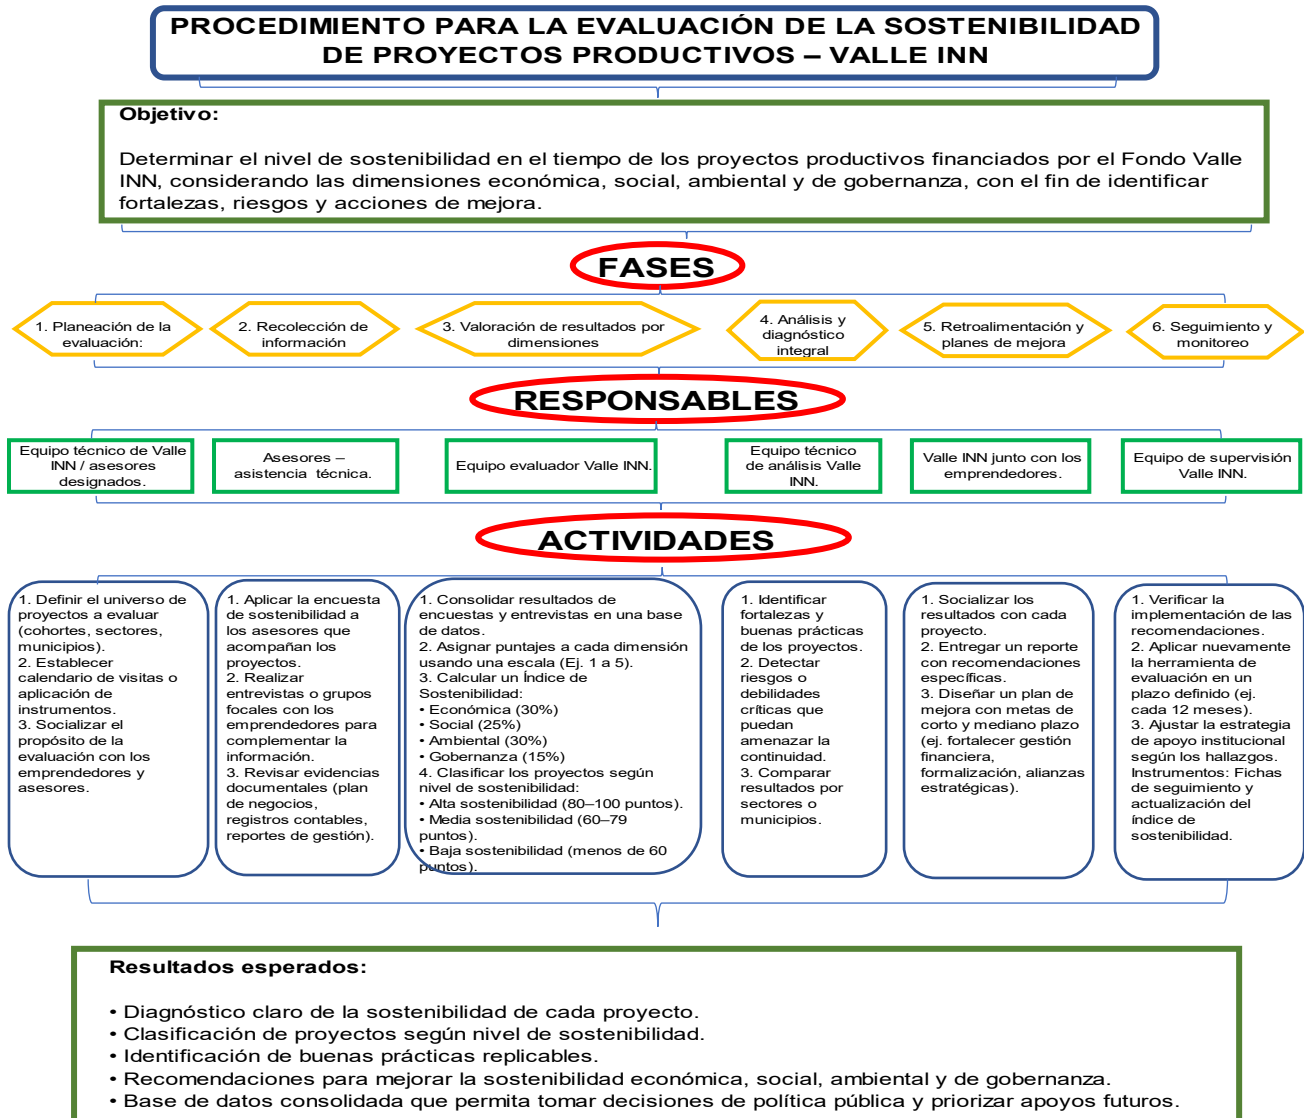 PROCEDIMIENTO PARA LA EVALUACIÓN DE LA SOSTENIBILIDAD
DE PROYECTOS PRODUCTIVOS – VALLE INN
Objetivo:
Determinar el nivel de sostenibilidad en el tiempo de los proyectos productivos financiados por el Fondo Valle
INN, considerando las dimensiones económica, social, ambiental y de gobernanza, con el fin de identificar
fortalezas, riesgos y acciones de mejora.
FASES
1. Planeación de la
evaluación:
2. Recolección de
información
3. Valoración de resultados por
dimensiones
4. Análisis y
diagnóstico
integral
5. Retroalimentación y
planes de mejora
6. Seguimiento y
monitoreo
RESPONSABLES
Equipo técnico de Valle
INN / asesores
designados.
Asesores –
asistencia técnica.
Equipo evaluador Valle INN.
Equipo técnico
de análisis Valle
INN.
Valle INN junto con los
emprendedores.
Equipo de supervisión
Valle INN.
ACTIVIDADES
1. Definir el universo de
proyectos a evaluar
(cohortes, sectores,
municipios).
2. Establecer
calendario de visitas o
aplicación de
instrumentos.
3. Socializar el
propósito de la
evaluación con los
emprendedores y
asesores.
1. Aplicar la encuesta
de sostenibilidad a
los asesores que
acompañan los
proyectos.
2. Realizar
entrevistas o grupos
focales con los
emprendedores para
complementar la
información.
3. Revisar evidencias
documentales (plan
de negocios,
registros contables,
reportes de gestión).
1. Consolidar resultados de
encuestas y entrevistas en una base
de datos.
2. Asignar puntajes a cada dimensión
usando una escala (Ej. 1 a 5).
3. Calcular un Índice de
Sostenibilidad:
• Económica (30%)
• Social (25%)
• Ambiental (30%)
• Gobernanza (15%)
4. Clasificar los proyectos según
nivel de sostenibilidad:
• Alta sostenibilidad (80–100 puntos).
• Media sostenibilidad (60–79
puntos).
• Baja sostenibilidad (menos de 60
puntos).
1. Identificar
fortalezas y
buenas prácticas
de los proyectos.
2. Detectar
riesgos o
debilidades
críticas que
puedan
amenazar la
continuidad.
3. Comparar
resultados por
sectores o
municipios.
1. Socializar los
resultados con cada
proyecto.
2. Entregar un reporte
con recomendaciones
específicas.
3. Diseñar un plan de
mejora con metas de
corto y mediano plazo
(ej. fortalecer gestión
financiera,
formalización, alianzas
estratégicas).
1. Verificar la
implementación de las
recomendaciones.
2. Aplicar nuevamente
la herramienta de
evaluación en un
plazo definido (ej.
cada 12 meses).
3. Ajustar la estrategia
de apoyo institucional
según los hallazgos.
Instrumentos: Fichas
de seguimiento y
actualización del
índice de
sostenibilidad.
Resultados esperados:
• Diagnóstico claro de la sostenibilidad de cada proyecto.
• Clasificación de proyectos según nivel de sostenibilidad.
• Identificación de buenas prácticas replicables.
• Recomendaciones para mejorar la sostenibilidad económica, social, ambiental y de gobernanza.
• Base de datos consolidada que permita tomar decisiones de política pública y priorizar apoyos futuros.